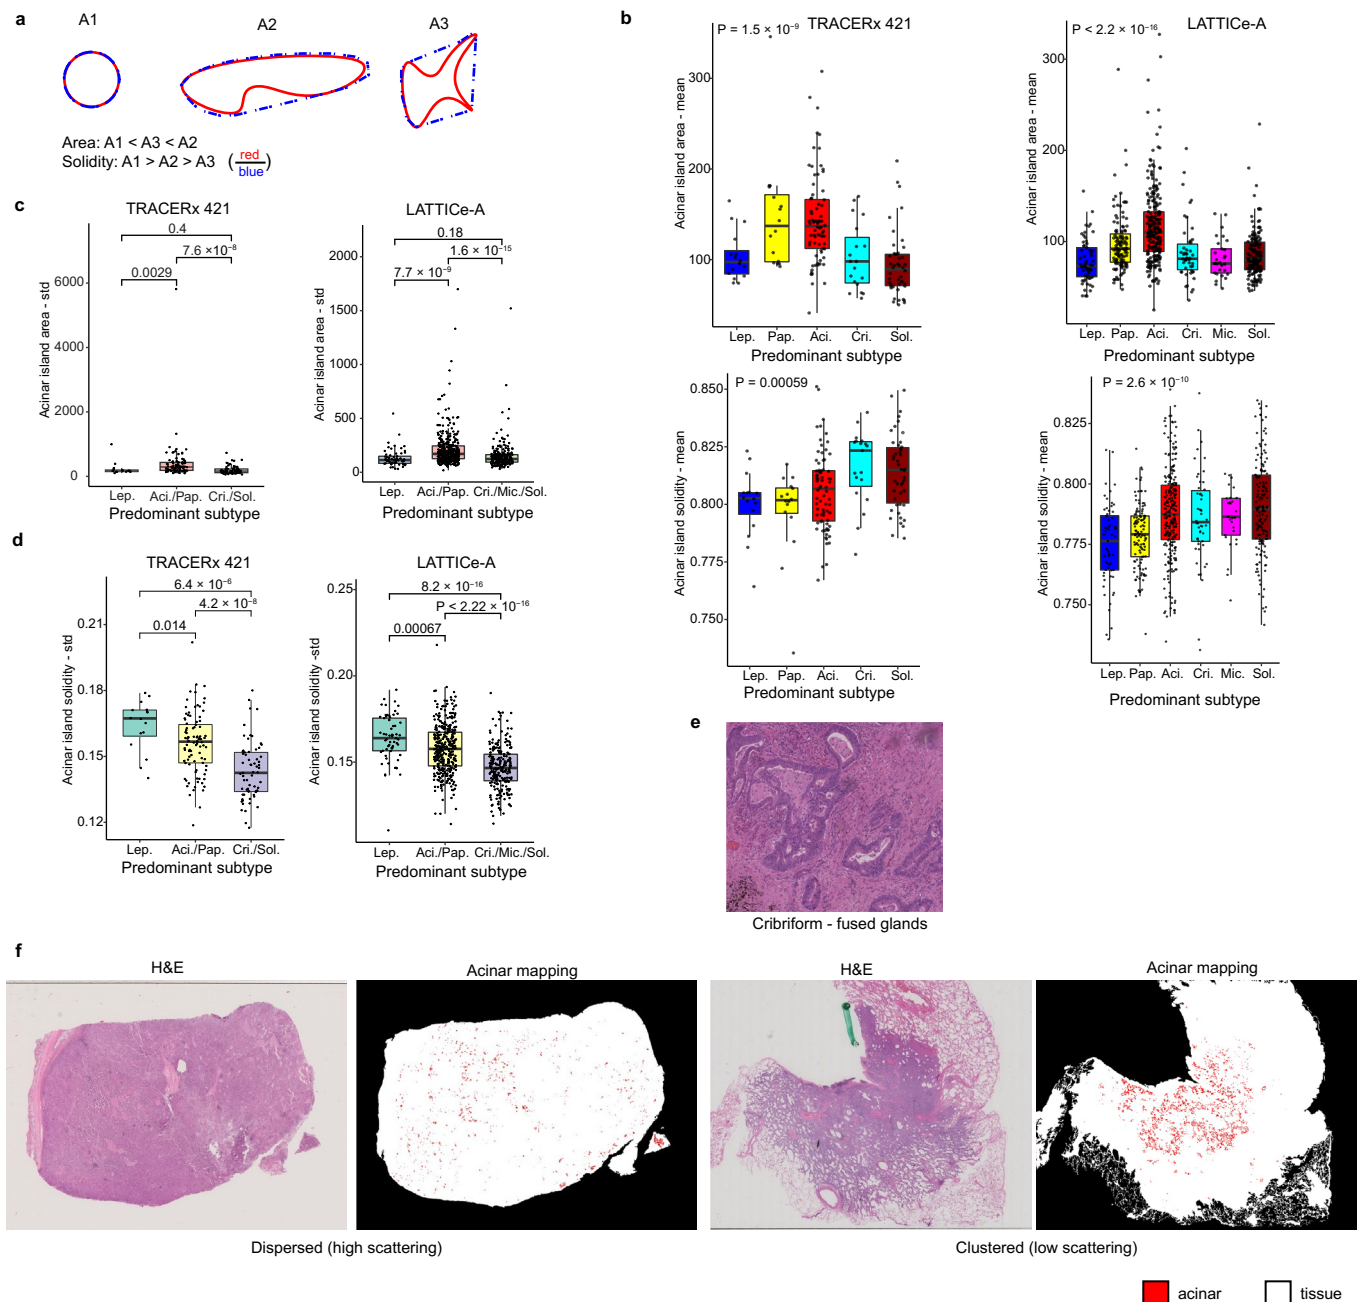 a
A1
A2
A3
Area: A1 < A3 < A2
Solidity: A1 > A2 > A3 (red/blue)
b
TRACERx 421
P = 1.5 × 10⁻⁹
Acinar island area - mean
300
200
100
Lep. Pap. Aci. Cri. Sol.
Predominant subtype
LATTICe-A
P < 2.2 × 10⁻¹⁶
Acinar island area - mean
300
200
100
Lep. Pap. Aci. Cri. Mic. Sol.
Predominant subtype
P = 0.00059
Acinar island solidity - mean
0.850
0.825
0.800
0.775
0.750
Lep. Pap. Aci. Cri. Sol.
Predominant subtype
P = 2.6 × 10⁻¹⁰
Acinar island solidity - mean
0.825
0.800
0.775
0.750
Lep. Pap. Aci. Cri. Mic. Sol.
Predominant subtype
c
TRACERx 421
0.4
7.6 ×10⁻⁸
0.0029
Acinar island area - std
6000
4000
2000
0
Lep. Aci./Pap. Cri./Sol.
Predominant subtype
LATTICe-A
0.18
1.6 × 10⁻¹⁵
7.7 × 10⁻⁹
Acinar island area - std
2000
1500
1000
500
0
Lep. Aci./Pap. Cri./Mic./Sol.
Predominant subtype
d
TRACERx 421
6.4 × 10⁻⁶
4.2 × 10⁻⁸
0.014
Acinar island solidity - std
0.21
0.18
0.15
0.12
Lep. Aci./Pap. Cri./Sol.
Predominant subtype
LATTICe-A
8.2 × 10⁻¹⁶
P < 2.22 × 10⁻¹⁶
0.00067
Acinar island solidity -std
0.25
0.20
0.15
Lep. Aci./Pap. Cri./Mic./Sol.
Predominant subtype
e
Cribriform - fused glands
f
H&E
Acinar mapping
H&E
Acinar mapping
Dispersed (high scattering)
Clustered (low scattering)
acinar
tissue